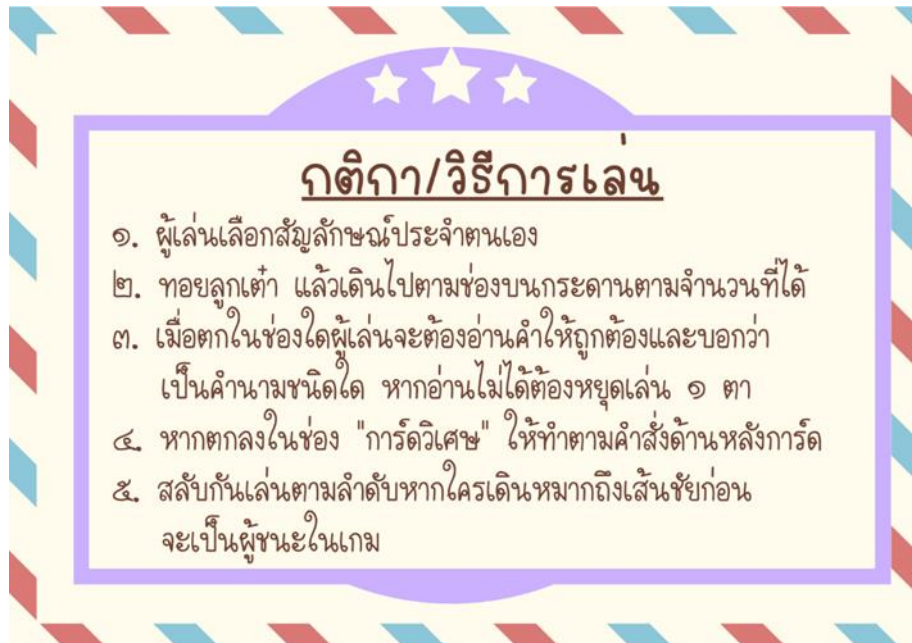 กติกา/วิธีการเล่น
๑. ผู้เล่นเลือกสัญลักษณ์ประจำตนเอง
๒. ทอยลูกเต๋า แล้วเดินไปตามช่องบนกระดานตามจำนวนที่ได้
๓. เมื่อตกในช่องใดผู้เล่นจะต้องอ่านคำให้ถูกต้องและบอกว่า
เป็นคำนามชนิดใด หากอ่านไม่ได้ต้องหยุดเล่น ๑ ตา
๔. หากตกลงในช่อง "การ์ดวิเศษ" ให้ทำตามคำสั่งด้านหลังการ์ด
๕. สลับกันเล่นตามลำดับหากใครเดินหมากถึงเส้นชัยก่อน
จะเป็นผู้ชนะในเกม